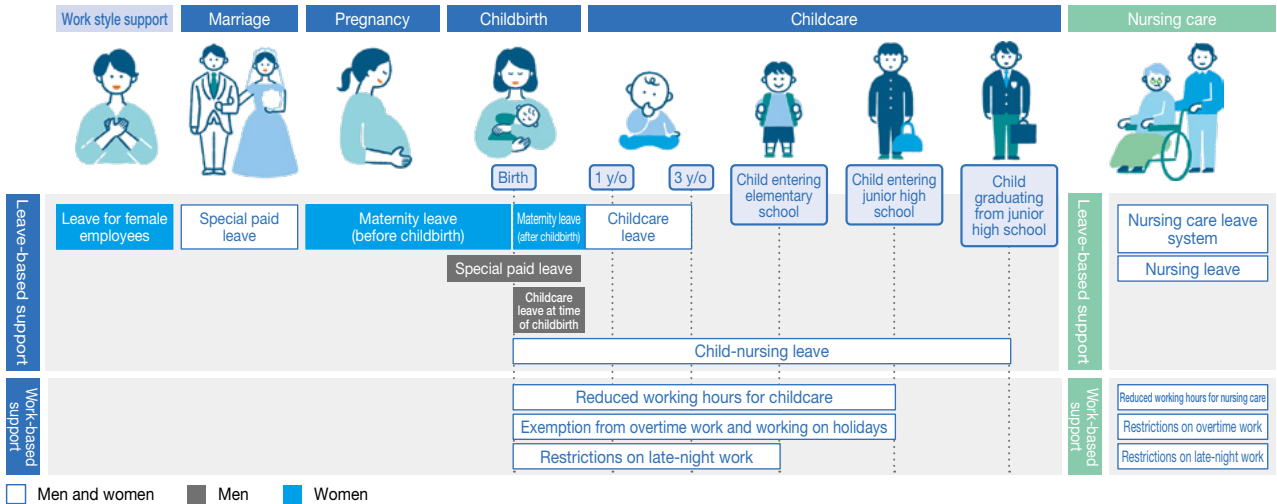 Work style support
Marriage
Pregnancy
Childbirth
Childcare
Nursing care
Birth
1 y/o
3 y/o
Child entering
elementary
school
Child entering
junior high
school
Child
graduating
from junior
high school
Leave-based support
Leave for female
employees
Special paid
leave
Maternity leave
(before childbirth)
Maternity leave
(after childbirth)
Childcare
leave
Special paid leave
Childcare
leave at time
of childbirth
Child-nursing leave
Leave-based support
Nursing care leave
system
Nursing leave
Work-based
support
Reduced working hours for childcare
Exemption from overtime work and working on holidays
Restrictions on late-night work
Work-based
support
Reduced working hours for nursing care
Restrictions on overtime work
Restrictions on late-night work
Men and women
Men
Women